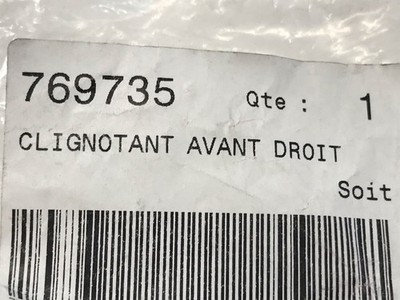 769735 Qte : 1
CLIGNOTANT AVANT DROIT
Soit